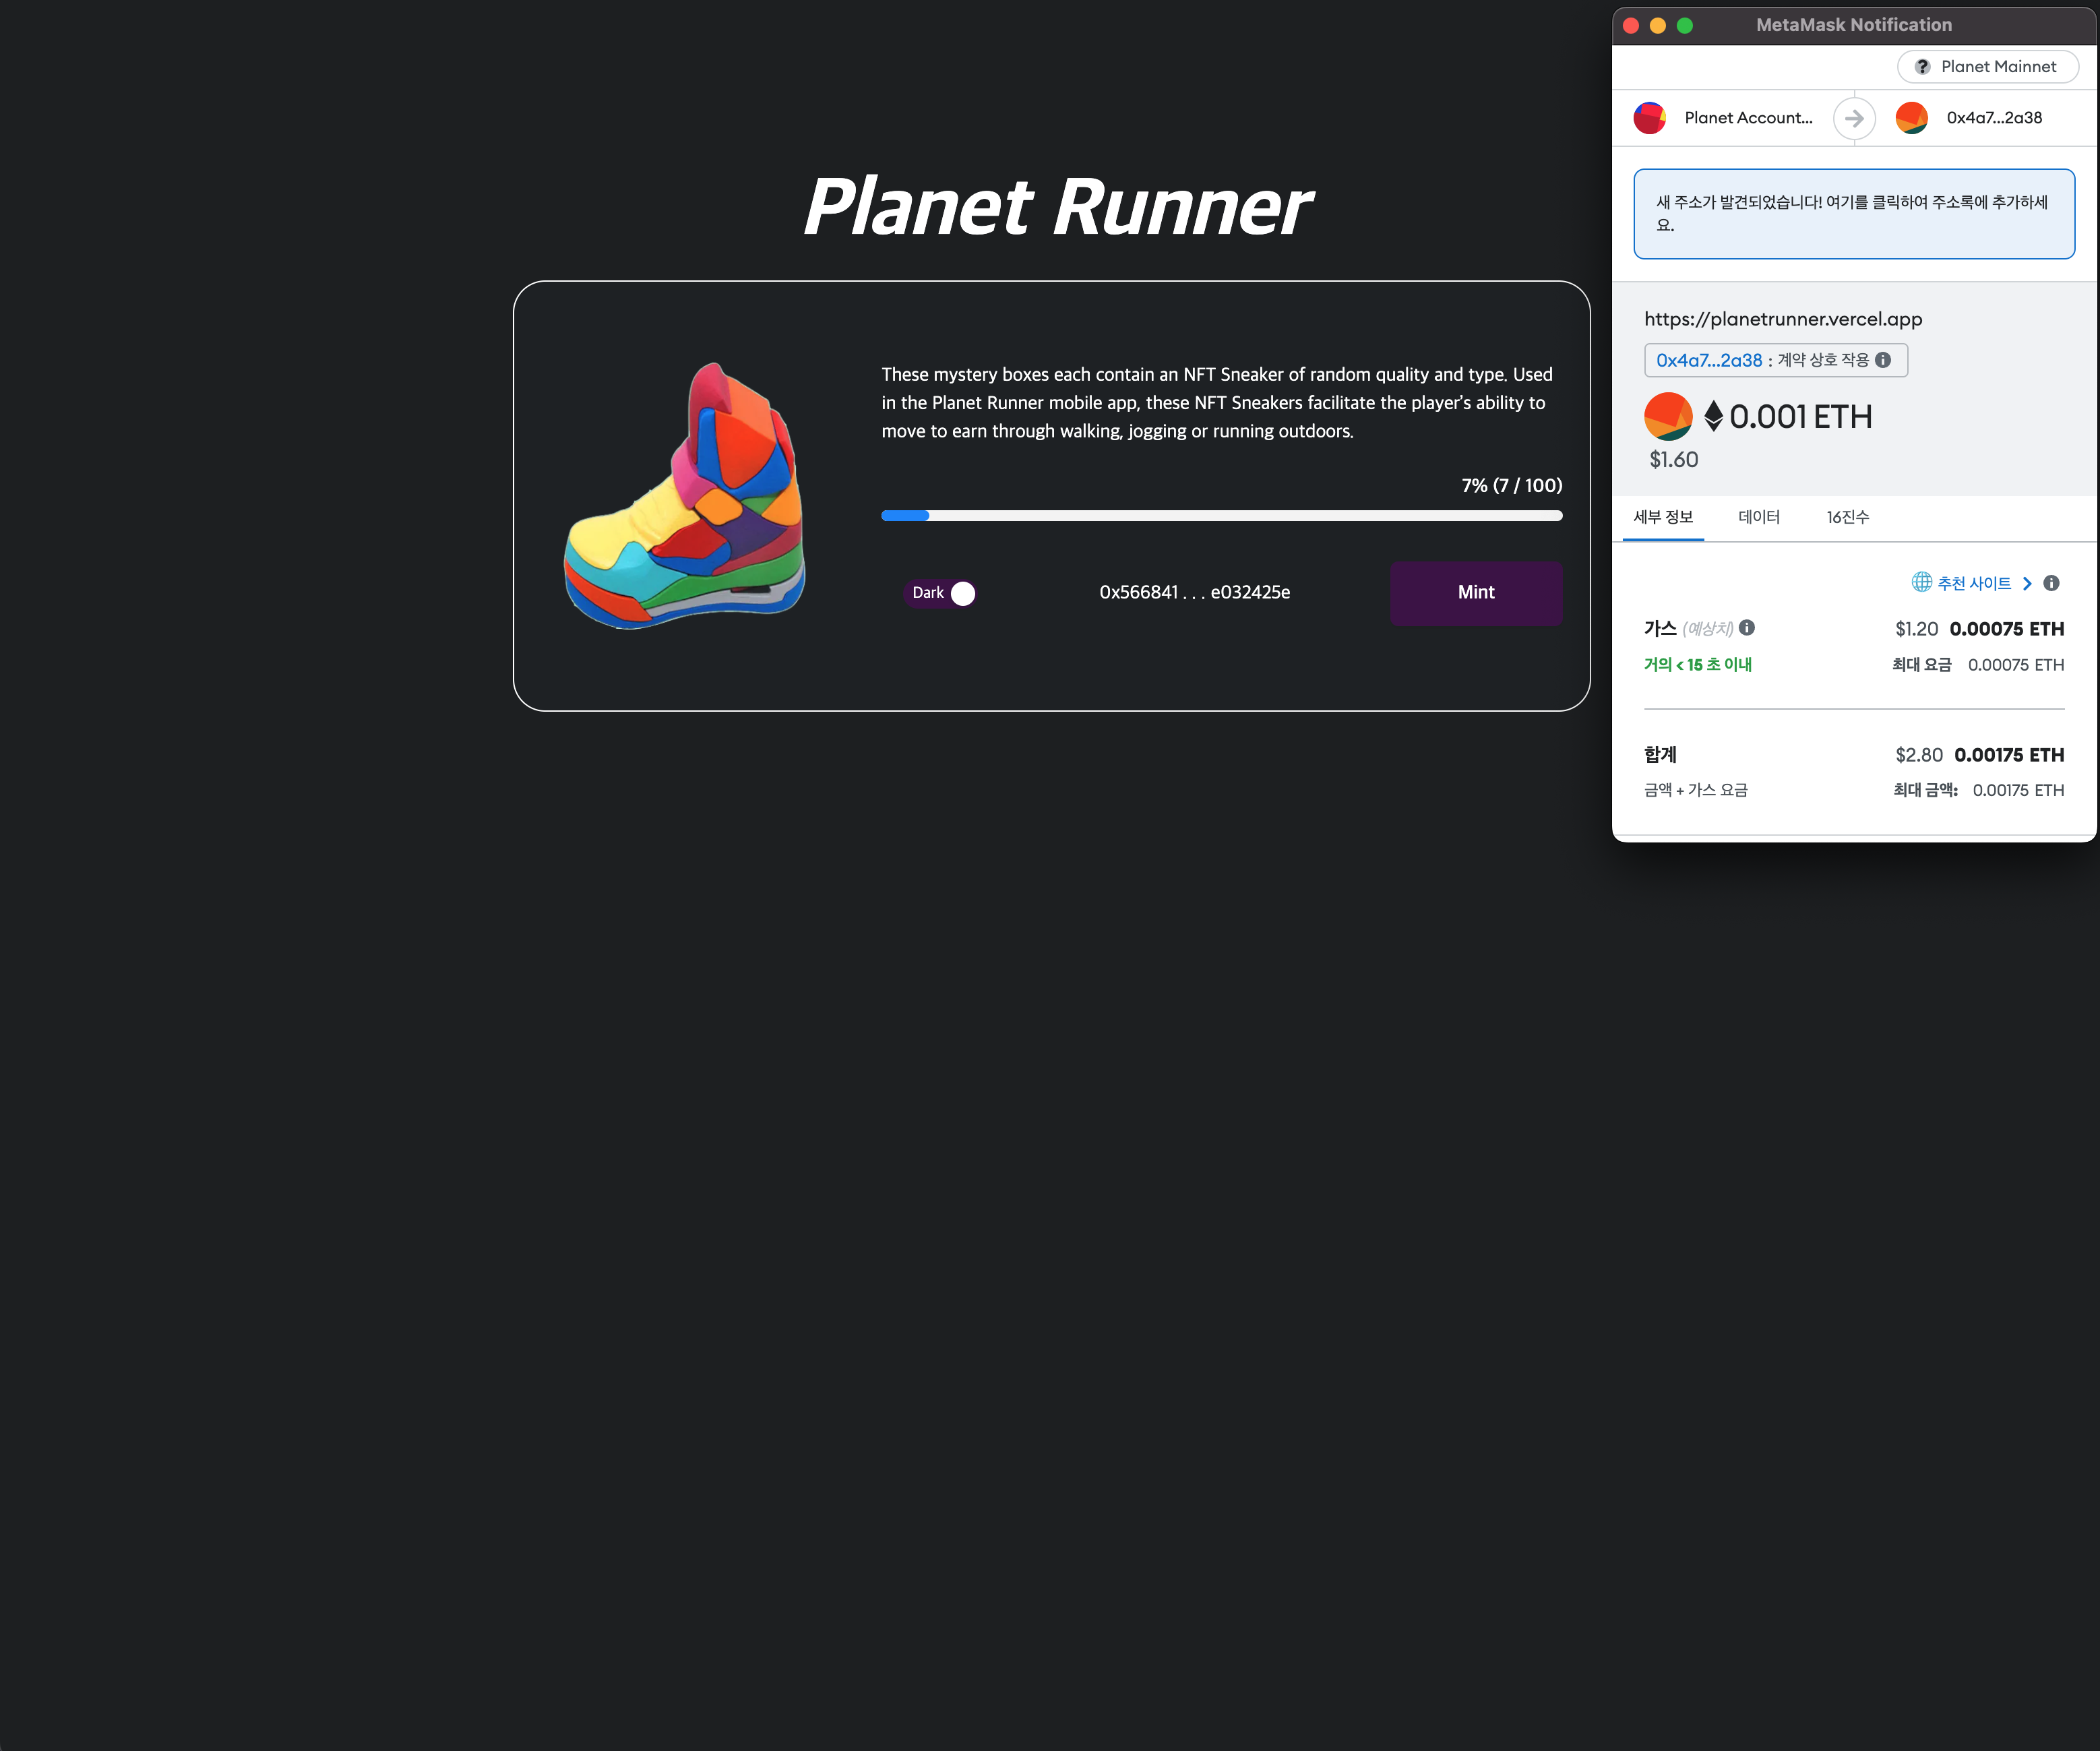 Planet Runner
These mystery boxes each contain an NFT Sneaker of random quality and type. Used
in the Planet Runner mobile app, these NFT Sneakers facilitate the player's ability to
move to earn through walking, jogging or running outdoors.
7% (7 / 100)
Dark
0x566841 . . . e032425e
Mint
MetaMask Notification
? Planet Mainnet
Planet Account...
0x4a7...2a38
새 주소가 발견되었습니다! 여기를 클릭하여 주소록에 추가하세
요.
https://planetrunner.vercel.app
0x4a7...2a38 : 계약 상호 작용
0.001 ETH
$1.60
세부 정보 데이터 16진수
추천 사이트
가스 (예상치) $1.20 0.00075 ETH
거의 < 15 초 이내 최대 요금 0.00075 ETH
합계 $2.80 0.00175 ETH
금액 + 가스 요금 최대 금액: 0.00175 ETH